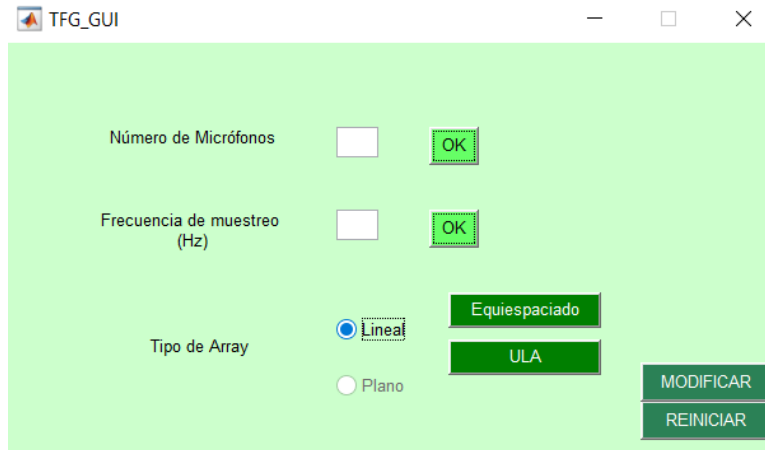 TFG_GUI
Número de Micrófonos
OK
Frecuencia de muestreo
(Hz)
OK
Tipo de Array
Lineal
Plano
Equiespaciado
ULA
MODIFICAR
REINICIAR